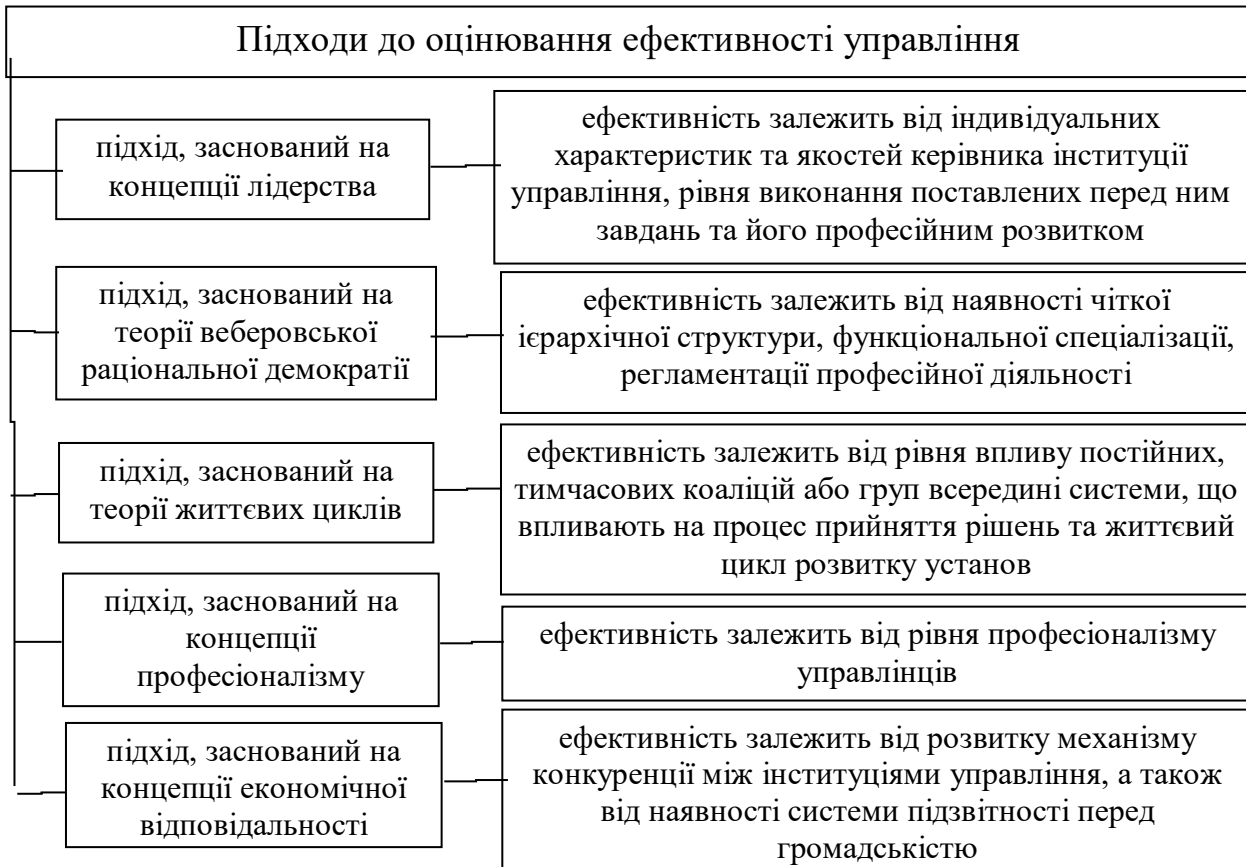 Підходи до оцінювання ефективності управління
підхід, заснований на
концепції лідерства
ефективність залежить від індивідуальних
характеристик та якостей керівника інституції
управління, рівня виконання поставлених перед ним
завдань та його професійним розвитком
підхід, заснований на
теорії веберовської
раціональної демократії
ефективність залежить від наявності чіткої
ієрархічної структури, функціональної спеціалізації,
регламентації професійної діяльності
підхід, заснований на
теорії життєвих циклів
ефективність залежить від рівня впливу постійних,
тимчасових коаліцій або груп всередині системи, що
впливають на процес прийняття рішень та життєвий
цикл розвитку установ
підхід, заснований на
концепції
професіоналізму
ефективність залежить від рівня професіоналізму
управлінців
підхід, заснований на
концепції економічної
відповідальності
ефективність залежить від розвитку механізму
конкуренції між інституціями управління, а також
від наявності системи підзвітності перед
громадськістю